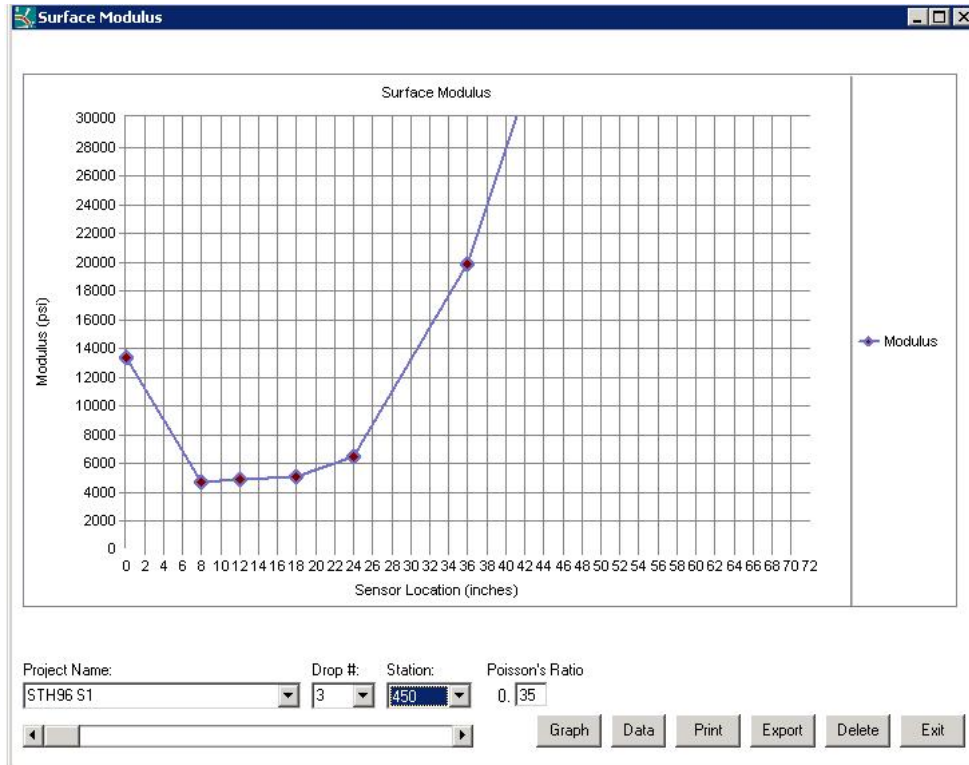 Surface Modulus
Surface Modulus
30000
28000
26000
24000
22000
20000
18000
16000
14000
12000
10000
8000
6000
4000
2000
0
Modulus (psi)
0 2 4 6 8 10 12 14 16 18 20 22 24 26 28 30 32 34 36 38 40 42 44 46 48 50 52 54 56 58 60 62 64 66 68 70 72
Sensor Location (inches)
Modulus
Project Name: Drop #: Station: Poisson's Ratio
STH96 S1 3 450 0. 35
Graph Data Print Export Delete Exit